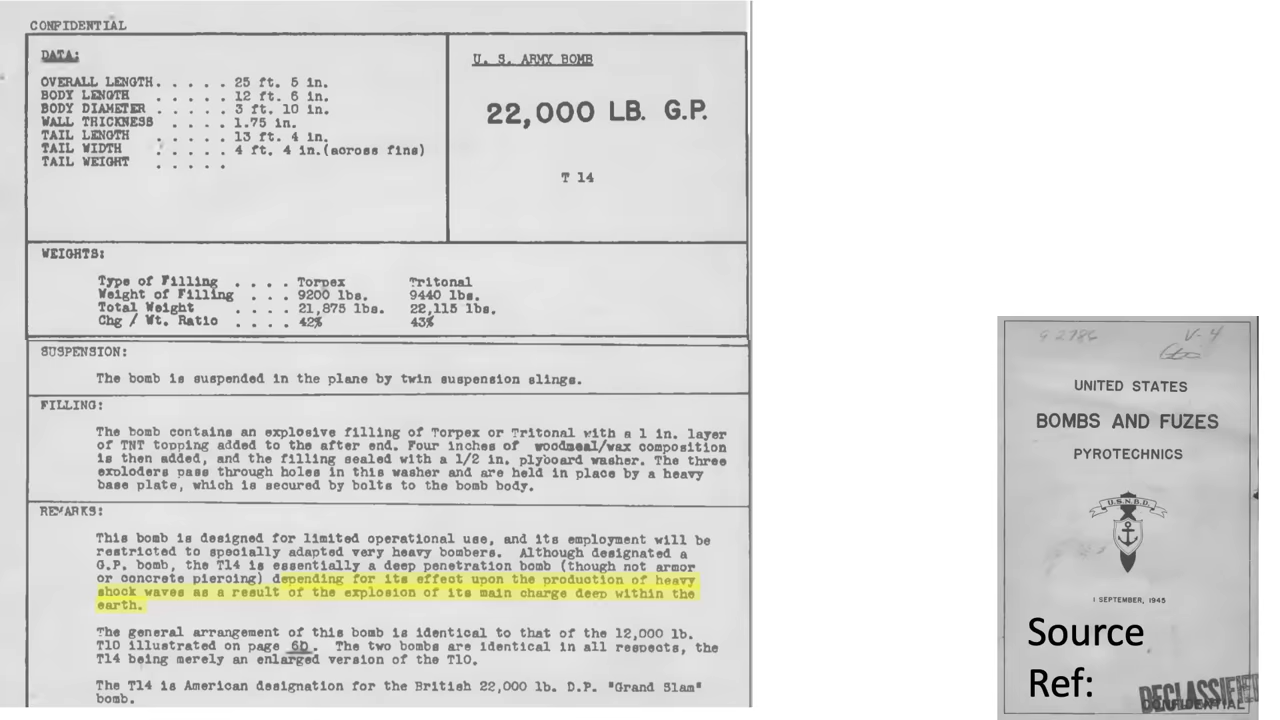 CONFIDENTIAL
DATA:
OVERALL LENGTH. . . . . . 25 ft. 5 in.
BODY LENGTH . . . . . 12 ft. 6 in.
BODY DIAMETER . . . . . 3 ft. 10 in.
WALL THICKNESS . . . . 1.75 in.
TAIL LENGTH . . . . . 13 ft. 4 in.
TAIL WIDTH . . . . . 4 ft. 4 in.(across fins)
TAIL WEIGHT . . . . .
U. S. ARMY BOMB
22,000 LB. G.P.
T 14
WEIGHTS:
Type of Filling . . . . Torpex Tritonal
Weight of Filling . . . 9200 lbs. 9440 lbs.
Total Weight . . . . 21,875 lbs. 22,115 lbs.
Chg / Wt. Ratio . . . . 42% 43%
SUSPENSION:
The bomb is suspended in the plane by twin suspension slings.
FILLING:
The bomb contains an explosive filling of Torpex or Tritonal with a 1 in. layer
of TNT topping added to the after end. Four inches of woodmeal/wax composition
is then added, and the filling sealed with a 1/2 in. plyboard washer. The three
exploders pass through holes in this washer and are held in place by a heavy
base plate, which is secured by bolts to the bomb body.
REMARKS:
This bomb is designed for limited operational use, and its employment will be
restricted to specially adapted very heavy bombers. Although designated a
G.P. bomb, the T14 is essentially a deep penetration bomb (though not armor
or concrete piercing) depending for its effect upon the production of heavy
shock waves as a result of the explosion of its main charge deep within the
earth.
The general arrangement of this bomb is identical to that of the 12,000 lb.
T10 illustrated on page 6b. The two bombs are identical in all respects, the
T14 being merely an enlarged version of the T10.
The T14 is American designation for the British 22,000 lb. D.P. "Grand Slam"
bomb.
V-4
UNITED STATES
BOMBS AND FUZES
PYROTECHNICS
U.S.N.B.D.
1 SEPTEMBER, 1945
Source
Ref:
DECLASSIFIED
CONFIDENTIAL